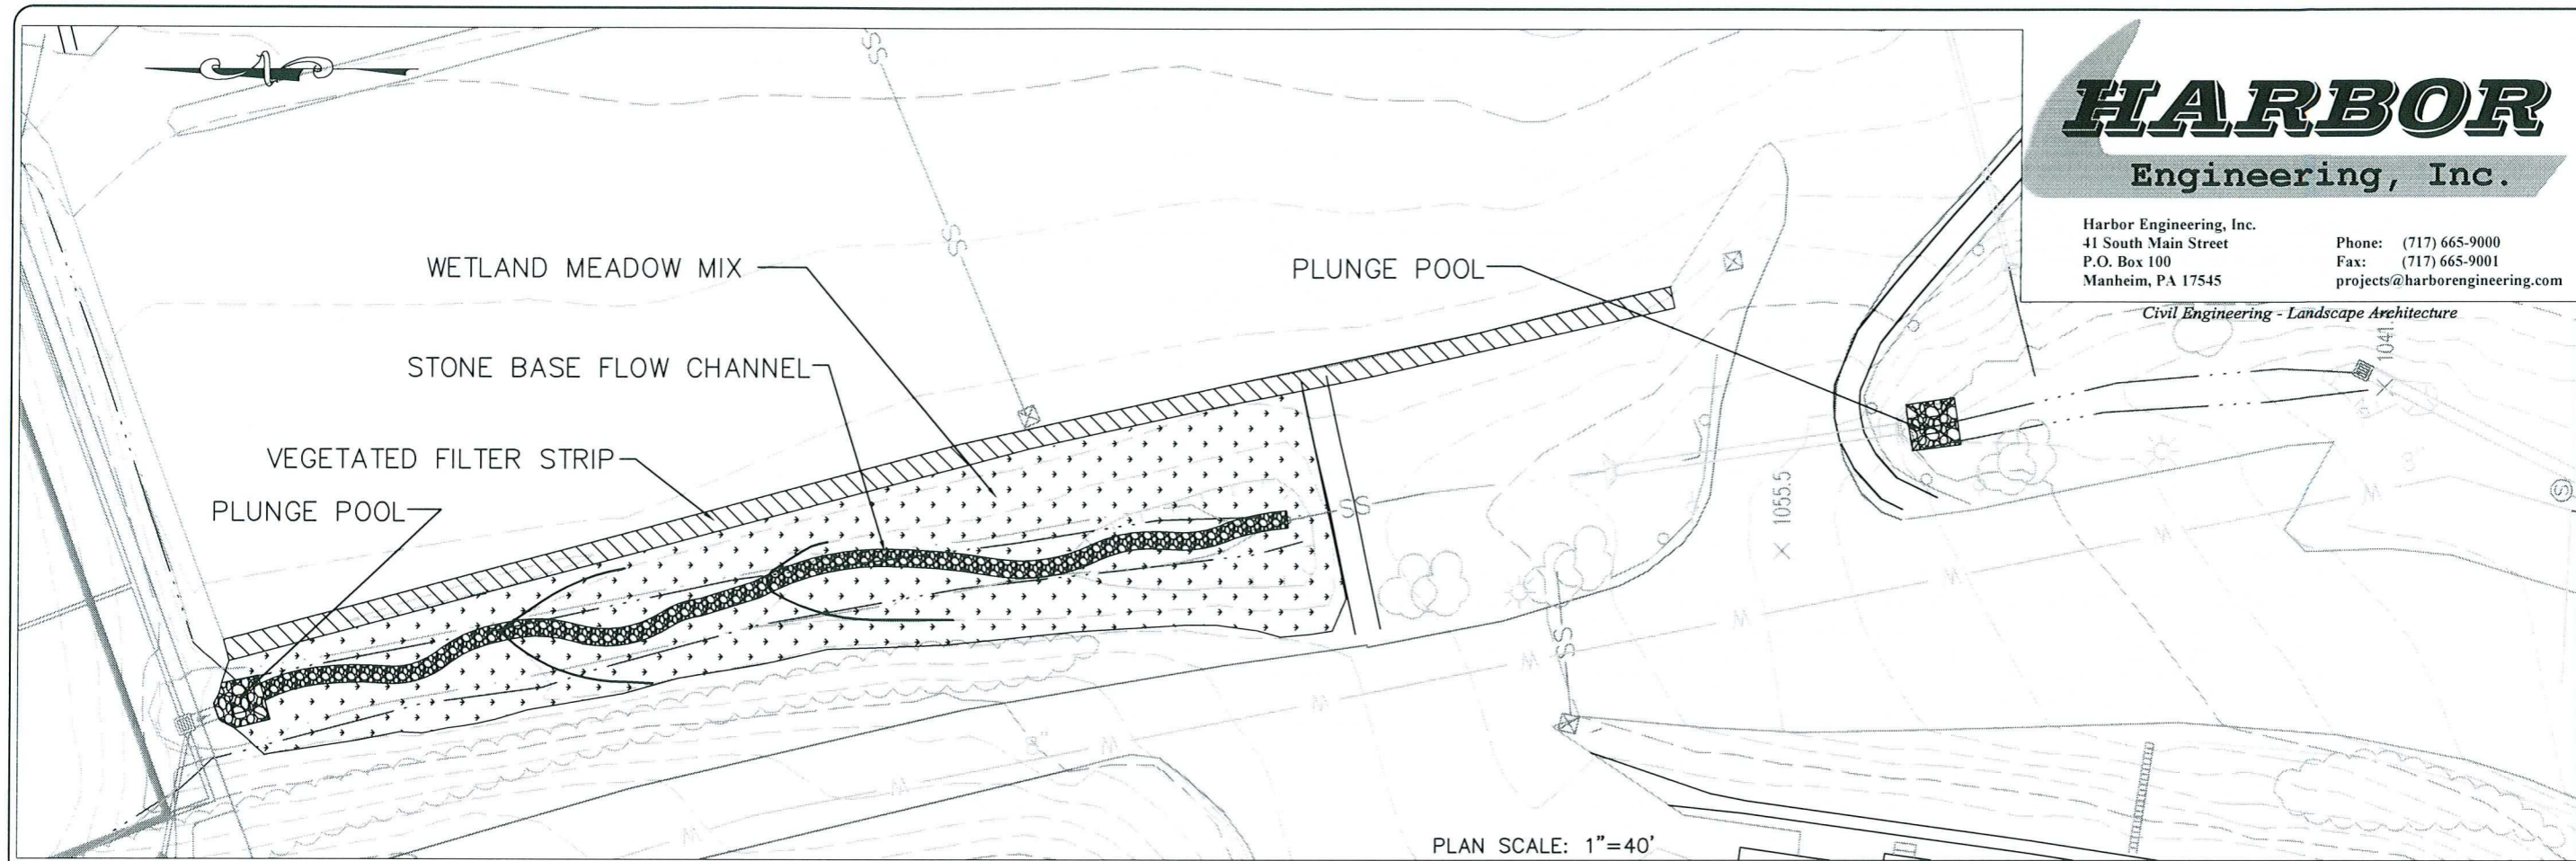 N
SS
SS
HARBOR
Engineering, Inc.
Harbor Engineering, Inc.
41 South Main Street
P.O. Box 100
Manheim, PA 17545
Phone: (717) 665-9000
Fax: (717) 665-9001
projects@harborengineering.com
Civil Engineering - Landscape Architecture
WETLAND MEADOW MIX
PLUNGE POOL
STONE BASE FLOW CHANNEL
VEGETATED FILTER STRIP
PLUNGE POOL
SS
SS
1055.5
8"
8"
W
W
W
W
W
W
W
W
S
PLAN SCALE: 1"=40'